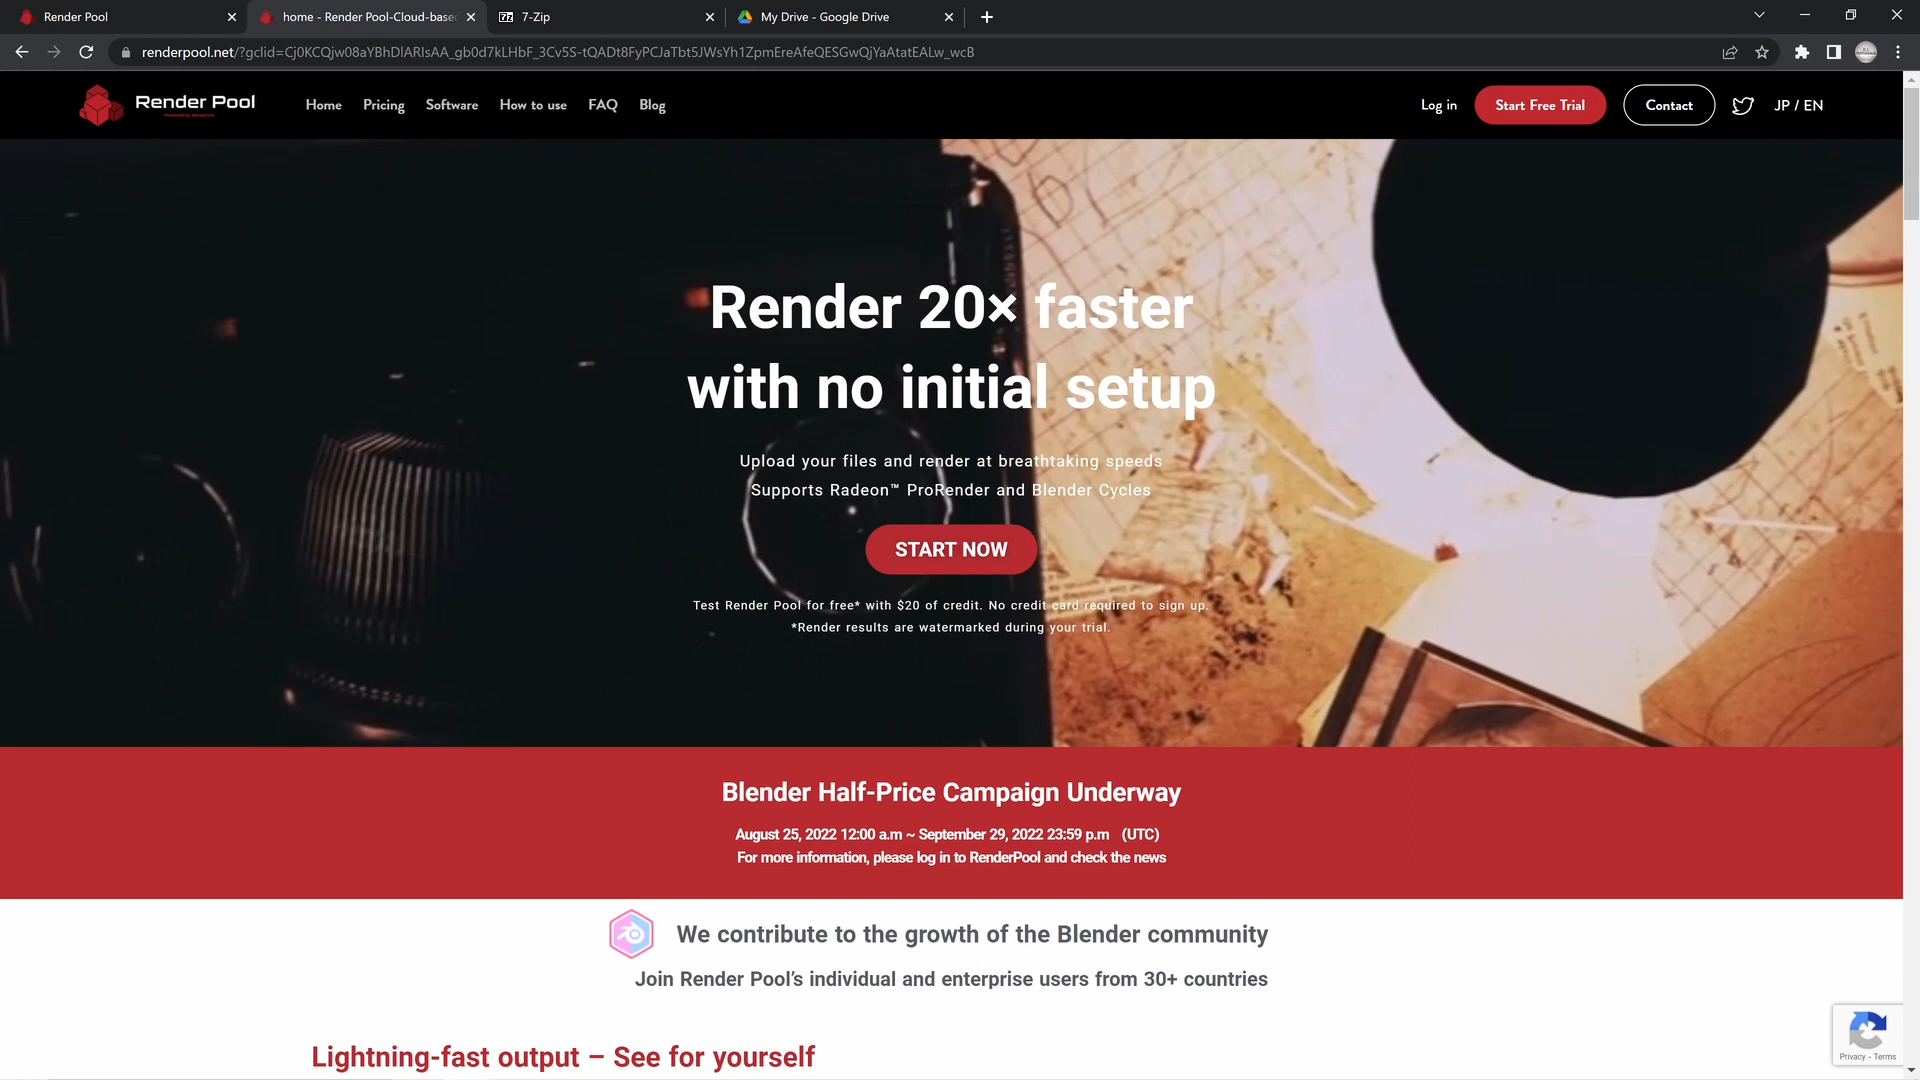 Render Pool
home - Render Pool-Cloud-base
7-Zip
My Drive - Google Drive
renderpool.net/?gclid=Cj0KCQjw08aYBhDlARIsAA_gb0d7kLHbF_3Cv5S-tQADt8FyPCJaTbt5JWsYh1ZpmEreAfeQESGwQjYaAtatEALw_wcB
Render Pool
Home
Pricing
Software
How to use
FAQ
Blog
Log in
Start Free Trial
Contact
JP / EN
Render 20× faster
with no initial setup
Upload your files and render at breathtaking speeds
Supports Radeon™ ProRender and Blender Cycles
START NOW
Test Render Pool for free* with $20 of credit. No credit card required to sign up.
*Render results are watermarked during your trial.
Blender Half-Price Campaign Underway
August 25, 2022 12:00 a.m ~ September 29, 2022 23:59 p.m (UTC)
For more information, please log in to RenderPool and check the news
We contribute to the growth of the Blender community
Join Render Pool’s individual and enterprise users from 30+ countries
Lightning-fast output – See for yourself
Privacy - Terms